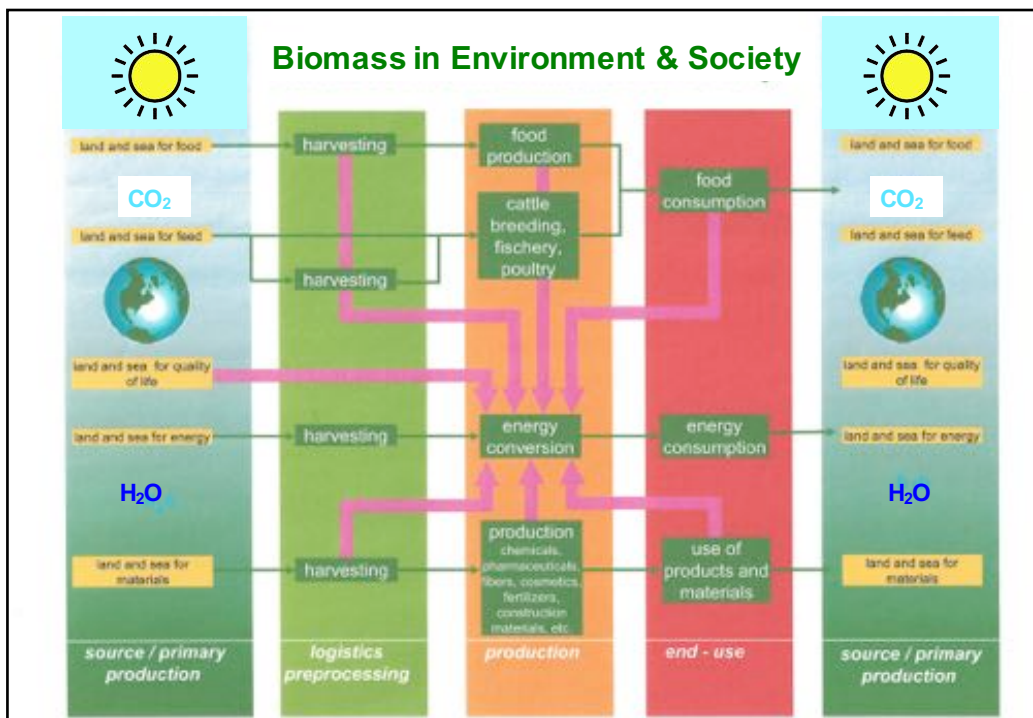 Biomass in Environment & Society
land and sea for food
CO₂
land and sea for feed
land and sea for quality
of life
land and sea for energy
H₂O
land and sea for
materials
source / primary
production
harvesting
harvesting
harvesting
harvesting
logistics
preprocessing
food
production
cattle
breeding,
fischery,
poultry
energy
conversion
production
chemicals,
pharmaceuticals,
fibers, cosmetics,
fertilizers,
construction
materials, etc.
production
food
consumption
energy
consumption
use of
products and
materials
end - use
land and sea for food
CO₂
land and sea for feed
land and sea for quality
of life
land and sea for energy
H₂O
land and sea for
materials
source / primary
production